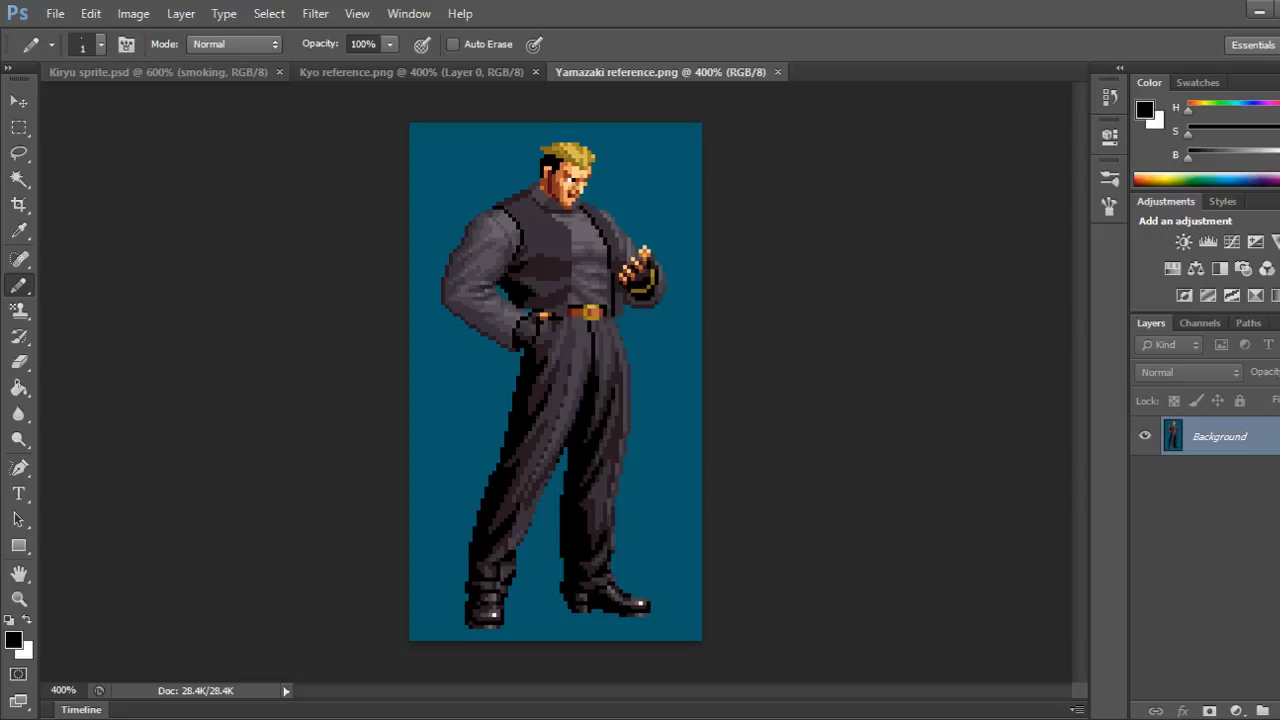 Ps File Edit Image Layer Type Select Filter View Window Help
1 Mode: Normal Opacity: 100% Auto Erase Essentials
Kiryu sprite.psd @ 600% (smoking, RGB/8) × Kyo reference.png @ 400% (Layer 0, RGB/8) × Yamazaki reference.png @ 400% (RGB/8) ×
Color Swatches
H
S
B
Adjustments Styles
Add an adjustment
Layers Channels Paths
Kind T
Normal Opacity
Lock:
Background
400% Doc: 28.4K/28.4K
Timeline